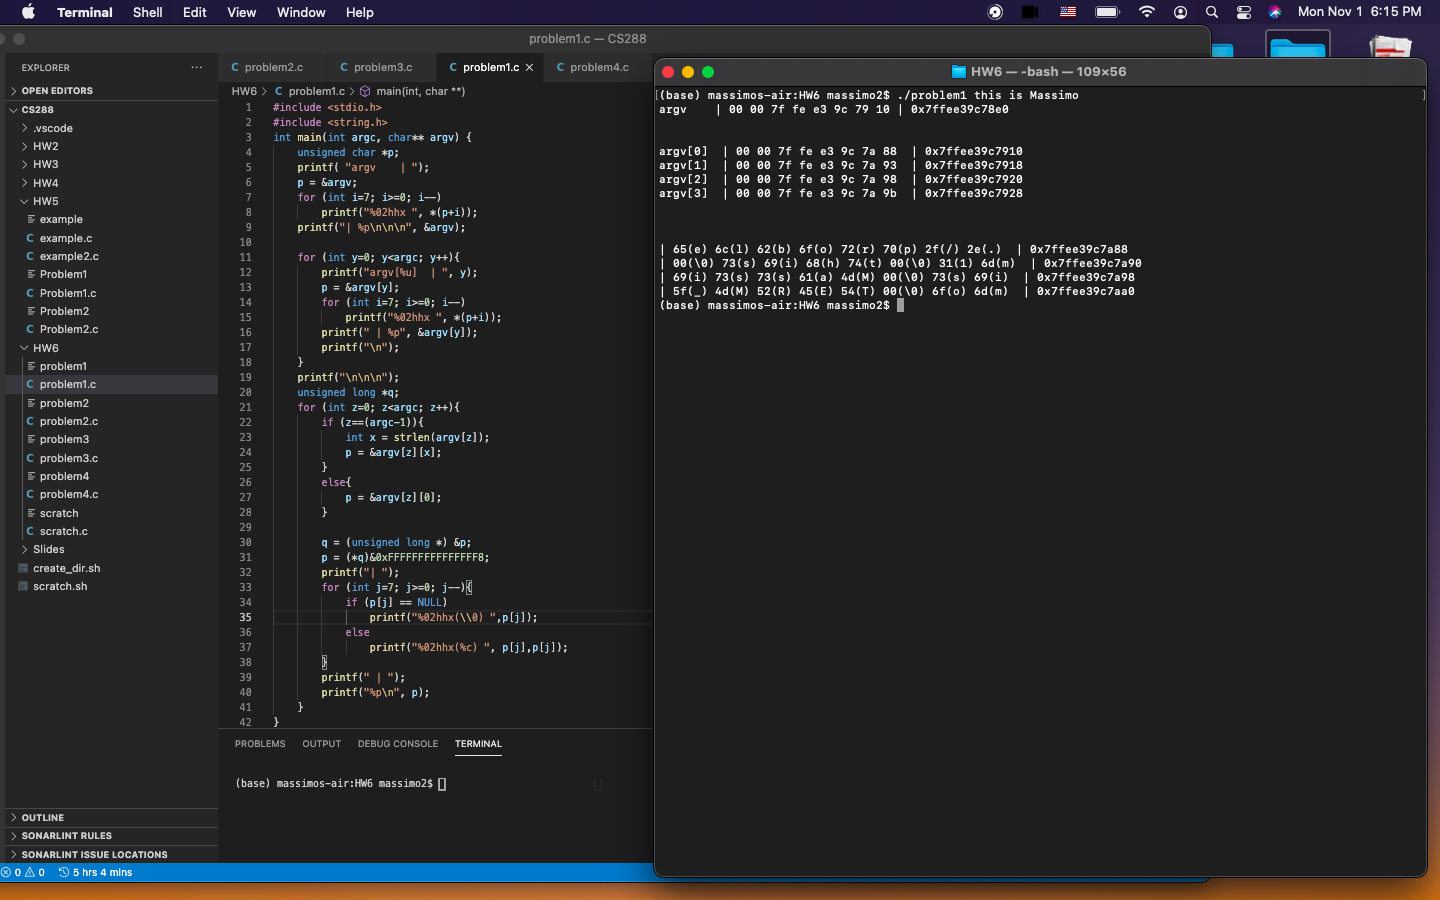 Terminal Shell Edit View Window Help Mon Nov 1 6:15 PM
problem1.c — CS288
EXPLORER ···
OPEN EDITORS
CS288
.vscode
HW2
HW3
HW4
HW5
example
example.c
example2.c
Problem1
Problem1.c
Problem2
Problem2.c
HW6
problem1
problem1.c
problem2
problem2.c
problem3
problem3.c
problem4
problem4.c
scratch
scratch.c
Slides
create_dir.sh
scratch.sh
OUTLINE
SONARLINT RULES
SONARLINT ISSUE LOCATIONS
0 0 5 hrs 4 mins
C problem2.c C problem3.c C problem1.c × C problem4.c
HW6 > C problem1.c > main(int, char **)
1 #include <stdio.h>
2 #include <string.h>
3 int main(int argc, char** argv) {
4 unsigned char *p;
5 printf( "argv    | ");
6 p = &argv;
7 for (int i=7; i>=0; i--)
8 printf("%02hhx ", *(p+i));
9 printf("| %p\n\n\n", &argv);
10
11 for (int y=0; y<argc; y++){
12 printf("argv[%u]  | ", y);
13 p = &argv[y];
14 for (int i=7; i>=0; i--)
15 printf("%02hhx ", *(p+i));
16 printf(" | %p", &argv[y]);
17 printf("\n");
18 }
19 printf("\n\n\n");
20 unsigned long *q;
21 for (int z=0; z<argc; z++){
22 if (z==(argc-1)){
23 int x = strlen(argv[z]);
24 p = &argv[z][x];
25 }
26 else{
27 p = &argv[z][0];
28 }
29
30 q = (unsigned long *) &p;
31 p = (*q)&0xFFFFFFFFFFFFFFF8;
32 printf("| ");
33 for (int j=7; j>=0; j--){
34 if (p[j] == NULL)
35 printf("%02hhx(\\0) ",p[j]);
36 else
37 printf("%02hhx(%c) ", p[j],p[j]);
38 }
39 printf(" | ");
40 printf("%p\n", p);
41 }
42 }
PROBLEMS OUTPUT DEBUG CONSOLE TERMINAL
(base) massimos-air:HW6 massimo2$
HW6 — -bash — 109×56
[(base) massimos-air:HW6 massimo2$ ./problem1 this is Massimo ]
argv    | 00 00 7f fe e3 9c 79 10 | 0x7ffee39c78e0
argv[0]  | 00 00 7f fe e3 9c 7a 88  | 0x7ffee39c7910
argv[1]  | 00 00 7f fe e3 9c 7a 93  | 0x7ffee39c7918
argv[2]  | 00 00 7f fe e3 9c 7a 98  | 0x7ffee39c7920
argv[3]  | 00 00 7f fe e3 9c 7a 9b  | 0x7ffee39c7928
| 65(e) 6c(l) 62(b) 6f(o) 72(r) 70(p) 2f(/) 2e(.)  | 0x7ffee39c7a88
| 00(\0) 73(s) 69(i) 68(h) 74(t) 00(\0) 31(1) 6d(m)  | 0x7ffee39c7a90
| 69(i) 73(s) 73(s) 61(a) 4d(M) 00(\0) 73(s) 69(i)  | 0x7ffee39c7a98
| 5f(_) 4d(M) 52(R) 45(E) 54(T) 00(\0) 6f(o) 6d(m)  | 0x7ffee39c7aa0
(base) massimos-air:HW6 massimo2$